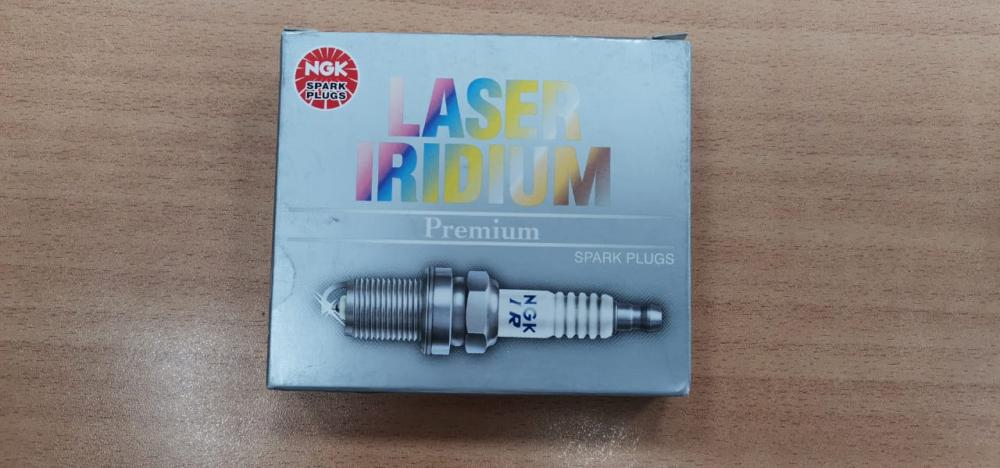 NGK
SPARK
PLUGS
LASER
IRIDIUM
Premium
SPARK PLUGS
NGK
IR